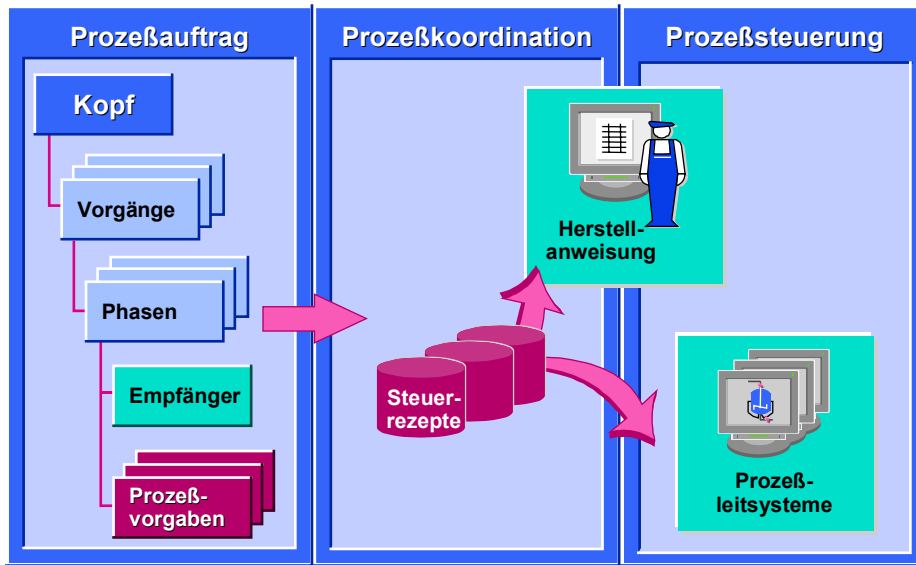 Prozeßauftrag
Kopf
Vorgänge
Phasen
Empfänger
Prozeß-
vorgaben
Prozeßkoordination
Steuer-
rezepte
Prozeßsteuerung
Herstell-
anweisung
Prozeß-
leitsysteme